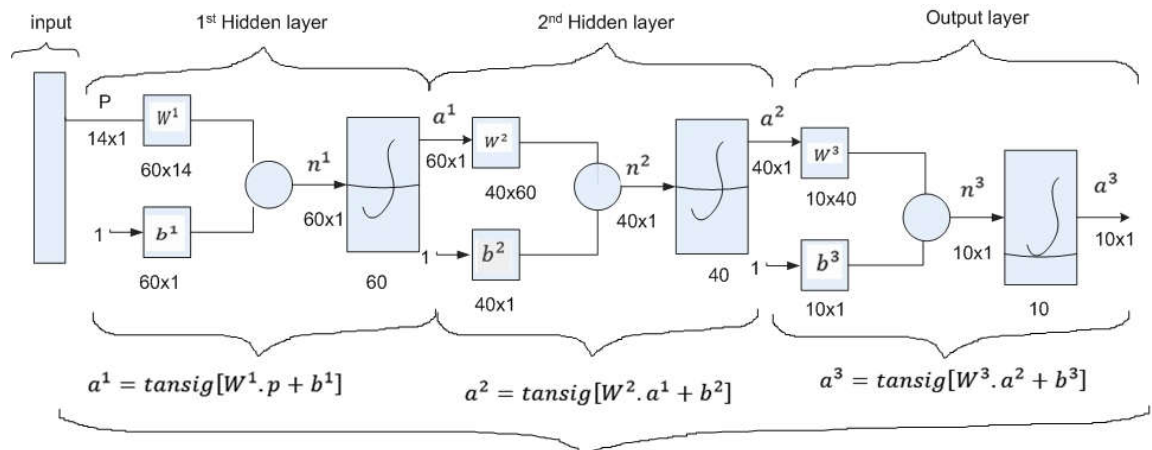 input
1st Hidden layer
2nd Hidden layer
Output layer
P
14x1
W¹
60x14
1
b¹
60x1
n¹
60x1
60
a¹
60x1
W²
40x60
1
b²
40x1
n²
40x1
40
a²
40x1
W³
10x40
1
b³
10x1
n³
10x1
10
a³
10x1
a¹ = tansig[W¹.p + b¹]
a² = tansig[W².a¹ + b²]
a³ = tansig[W³.a² + b³]